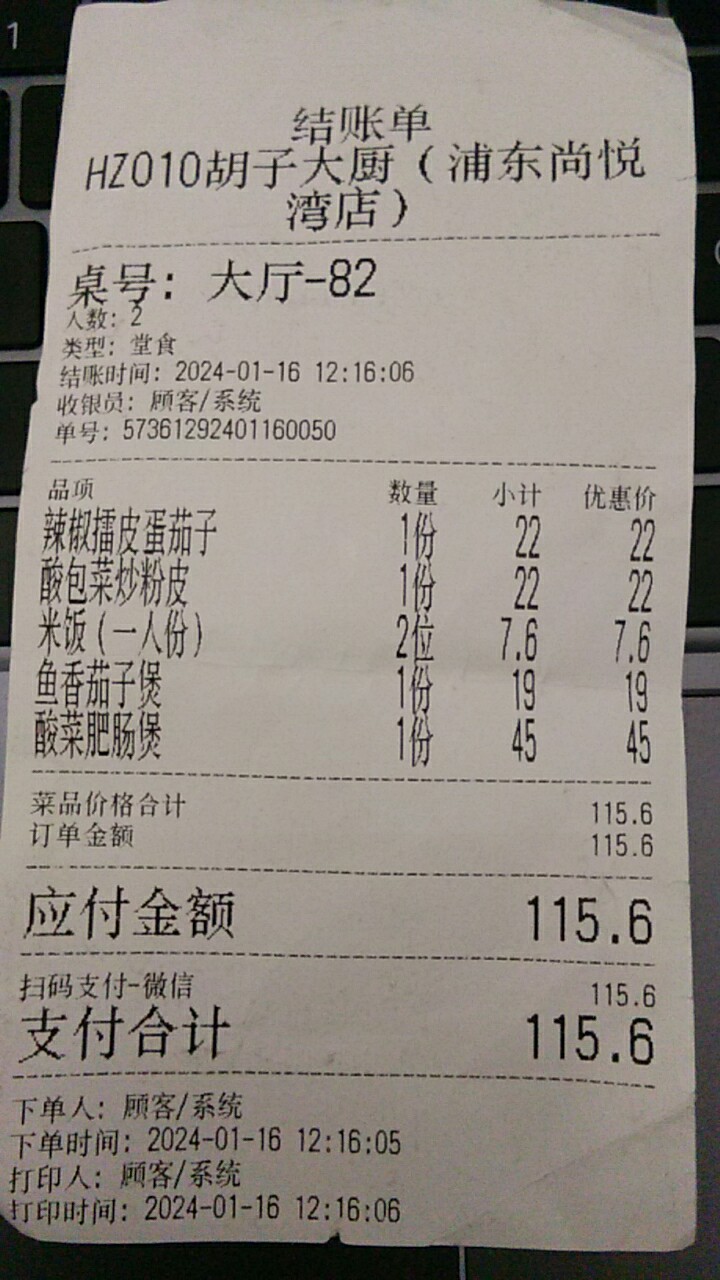 结账单
HZ010胡子大厨（浦东尚悦
湾店）
桌号：大厅-82
人数：2
类型：堂食
结账时间：2024-01-16 12:16:06
收银员：顾客/系统
单号：57361292401160050
品项 数量 小计 优惠价
辣椒擂皮蛋茄子 1份 22 22
酸包菜炒粉皮 1份 22 22
米饭（一人份） 2位 7.6 7.6
鱼香茄子煲 1份 19 19
酸菜肥肠煲 1份 45 45
菜品价格合计 115.6
订单金额 115.6
应付金额 115.6
扫码支付-微信 115.6
支付合计 115.6
下单人：顾客/系统
下单时间：2024-01-16 12:16:05
打印人：顾客/系统
打印时间：2024-01-16 12:16:06
1